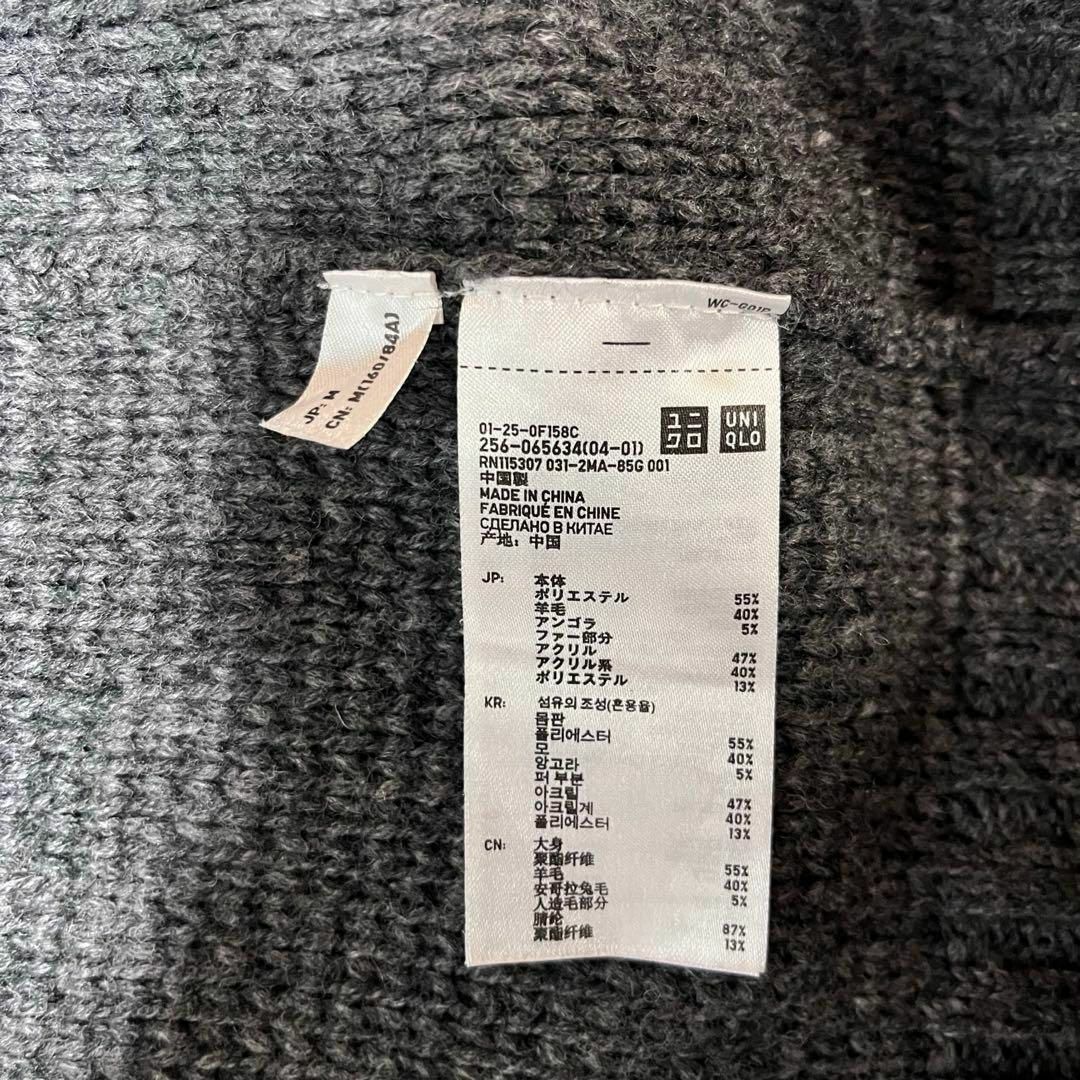 JP: M
CN: M(160/84A)
ユニ
クロ
UNI
QLO
01-25-0F158C
256-065634(04-01)
RN115307 031-2MA-85G 001
中国製
MADE IN CHINA
FABRIQUÉ EN CHINE
СДЕЛАНО В КИТАЕ
产地: 中国
JP: 本体
ポリエステル 55%
羊毛 40%
アンゴラ 5%
ファー部分
アクリル 47%
アクリル系 40%
ポリエステル 13%
KR: 섬유의 조성(혼용율)
몸판
폴리에스터 55%
모 40%
앙고라 5%
퍼 부분
아크릴 47%
아크릴계 40%
폴리에스터 13%
CN: 大身
聚酯纤维 55%
羊毛 40%
安哥拉兔毛 5%
人造毛部分
腈纶 87%
聚酯纤维 13%